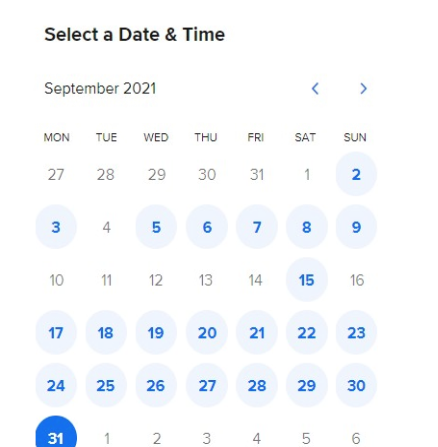 Select a Date & Time
September 2021
MON TUE WED THU FRI SAT SUN
27 28 29 30 31 1 2
3 4 5 6 7 8 9
10 11 12 13 14 15 16
17 18 19 20 21 22 23
24 25 26 27 28 29 30
31 1 2 3 4 5 6